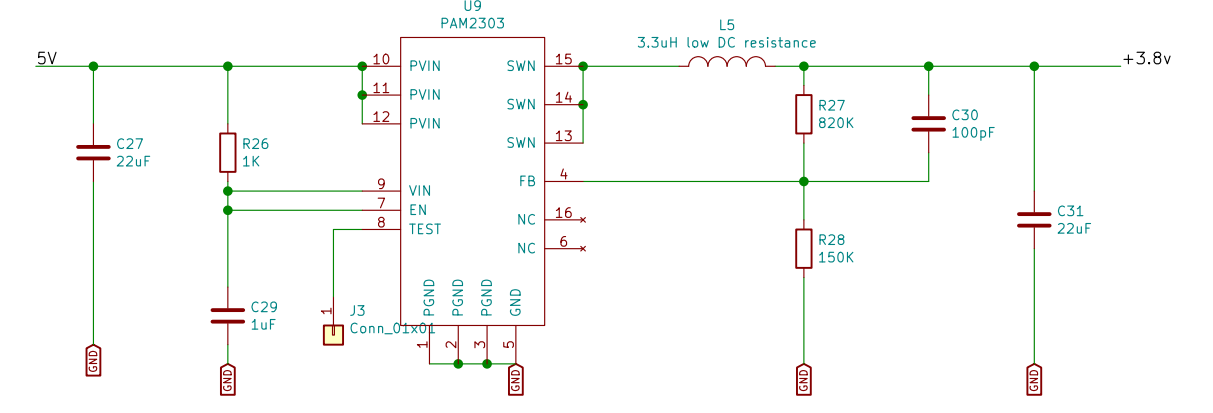 U9
PAM2303
L5
3.3uH low DC resistance
5V
+3.8v
10 PVIN
11 PVIN
12 PVIN
9 VIN
7 EN
8 TEST
SWN 15
SWN 14
SWN 13
FB 4
NC 16
NC 6
PGND 1
PGND 2
PGND 3
GND 5
C27
22uF
R26
1K
C29
1uF
1
J3
Conn_01x01
R27
820K
C30
100pF
R28
150K
C31
22uF
GND
GND
GND
GND
GND